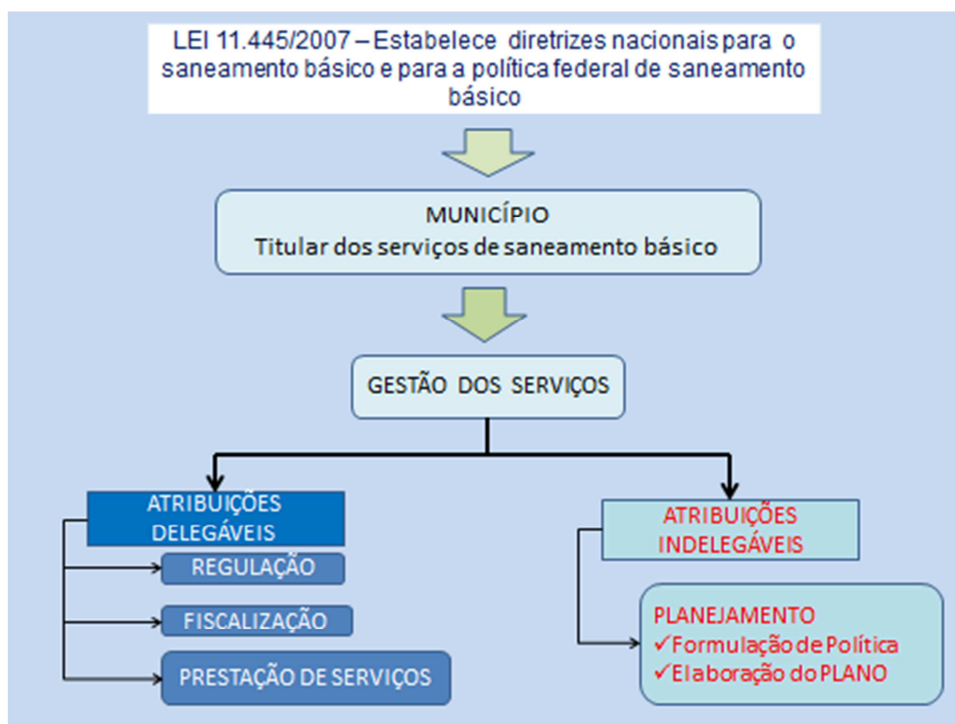 LEI 11.445/2007 – Estabelece diretrizes nacionais para o
saneamento básico e para a política federal de saneamento
básico
MUNICÍPIO
Titular dos serviços de saneamento básico
GESTÃO DOS SERVIÇOS
ATRIBUIÇÕES
DELEGÁVEIS
REGULAÇÃO
FISCALIZAÇÃO
PRESTAÇÃO DE SERVIÇOS
ATRIBUIÇÕES
INDELEGÁVEIS
PLANEJAMENTO
✓Formulação de Política
✓Elaboração do PLANO